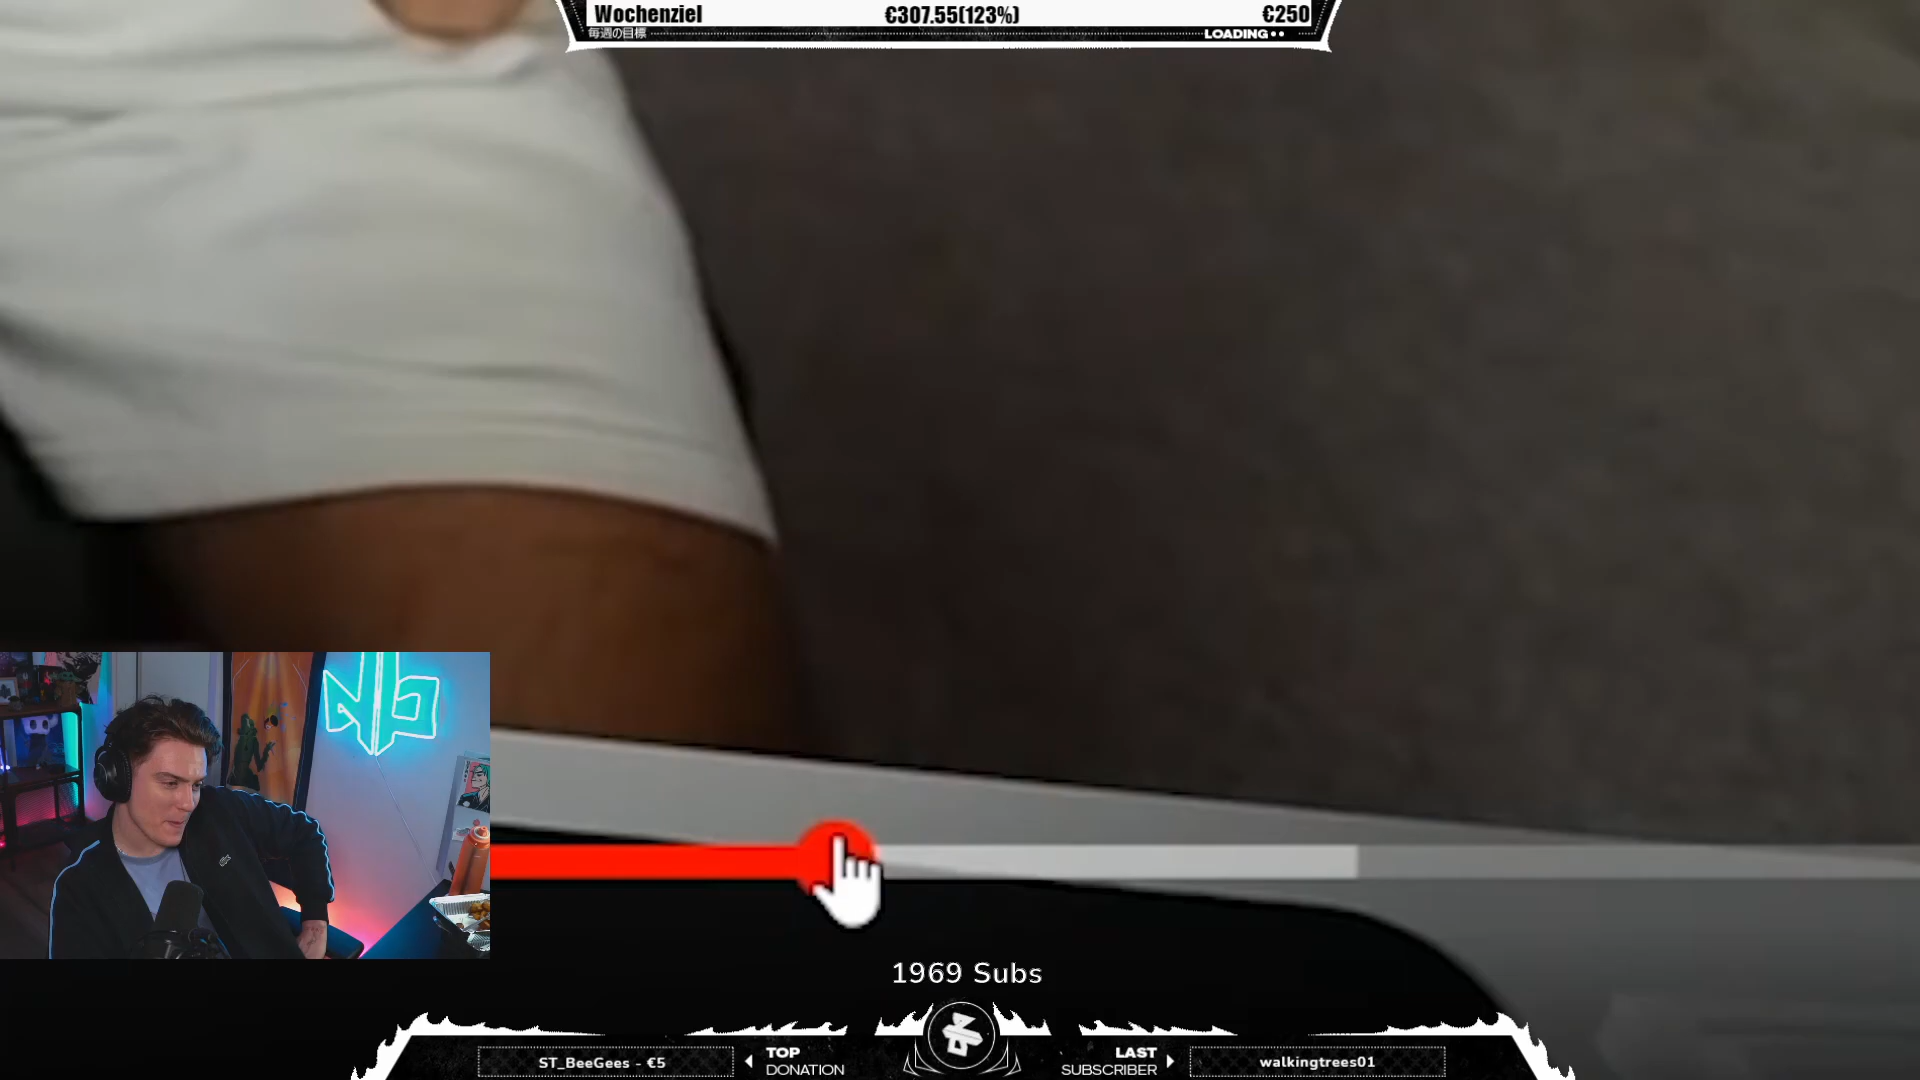 Wochenziel €307.55(123%) €250
毎週の目標 LOADING
1969 Subs
ST_BeeGees - €5 TOP DONATION LAST SUBSCRIBER walkingtrees01